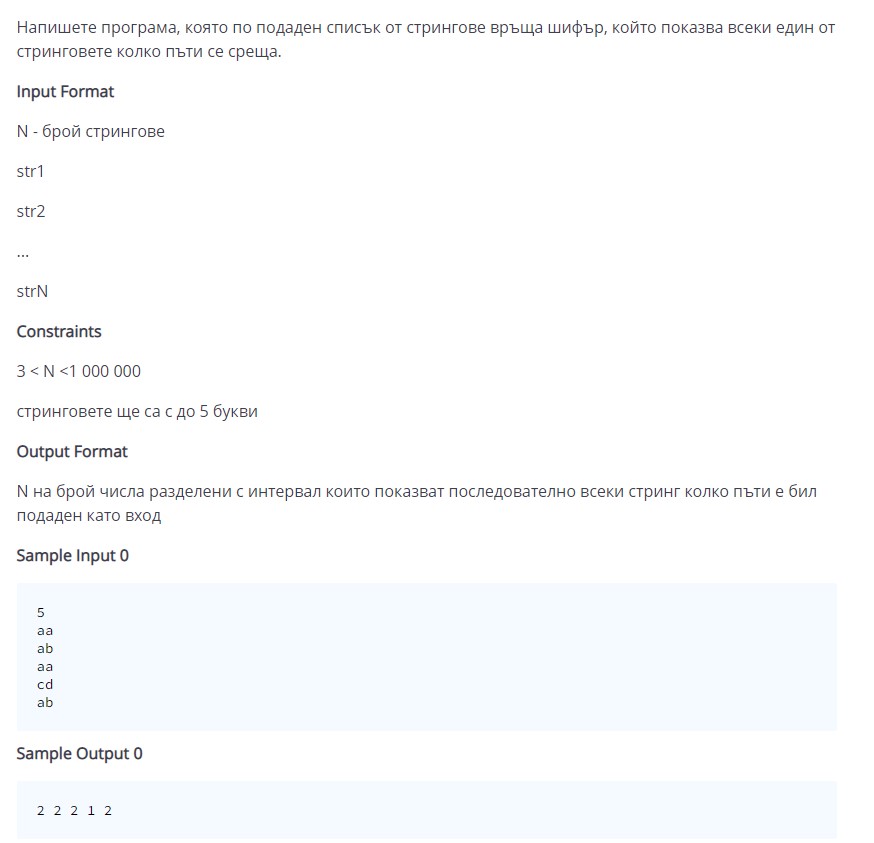 Напишете програма, която по подаден списък от стрингове връща шифър, който показва всеки един от
стринговете колко пъти се среща.
Input Format
N - брой стрингове
str1
str2
...
strN
Constraints
3 < N <1 000 000
стринговете ще са с до 5 букви
Output Format
N на брой числа разделени с интервал които показват последователно всеки стринг колко пъти е бил
подаден като вход
Sample Input 0
5
aa
ab
aa
cd
ab
Sample Output 0
2 2 2 1 2